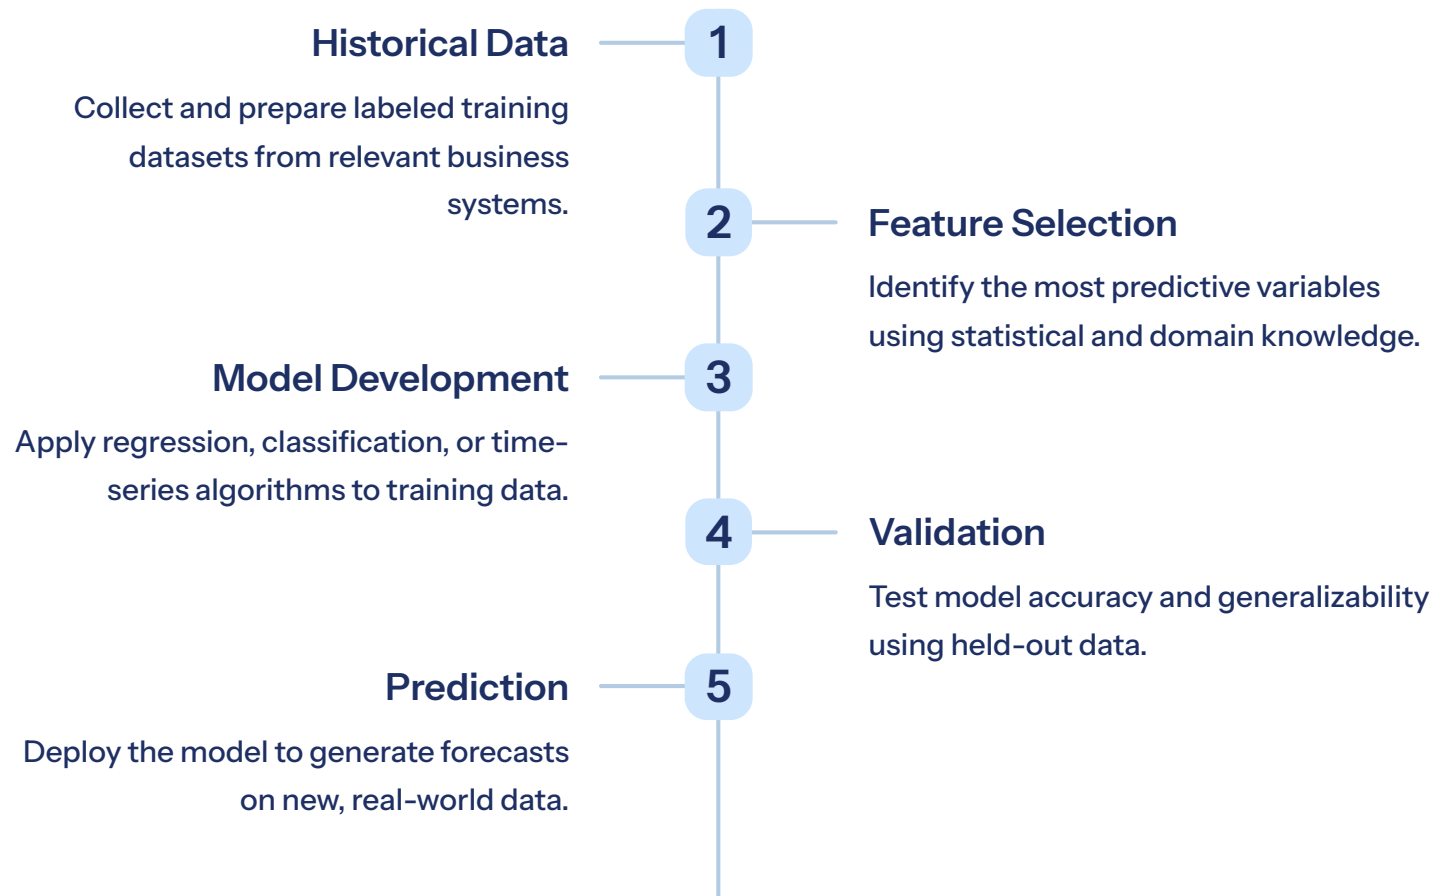 1
Historical Data
Collect and prepare labeled training
datasets from relevant business
systems.
2
Feature Selection
Identify the most predictive variables
using statistical and domain knowledge.
3
Model Development
Apply regression, classification, or time-
series algorithms to training data.
4
Validation
Test model accuracy and generalizability
using held-out data.
5
Prediction
Deploy the model to generate forecasts
on new, real-world data.